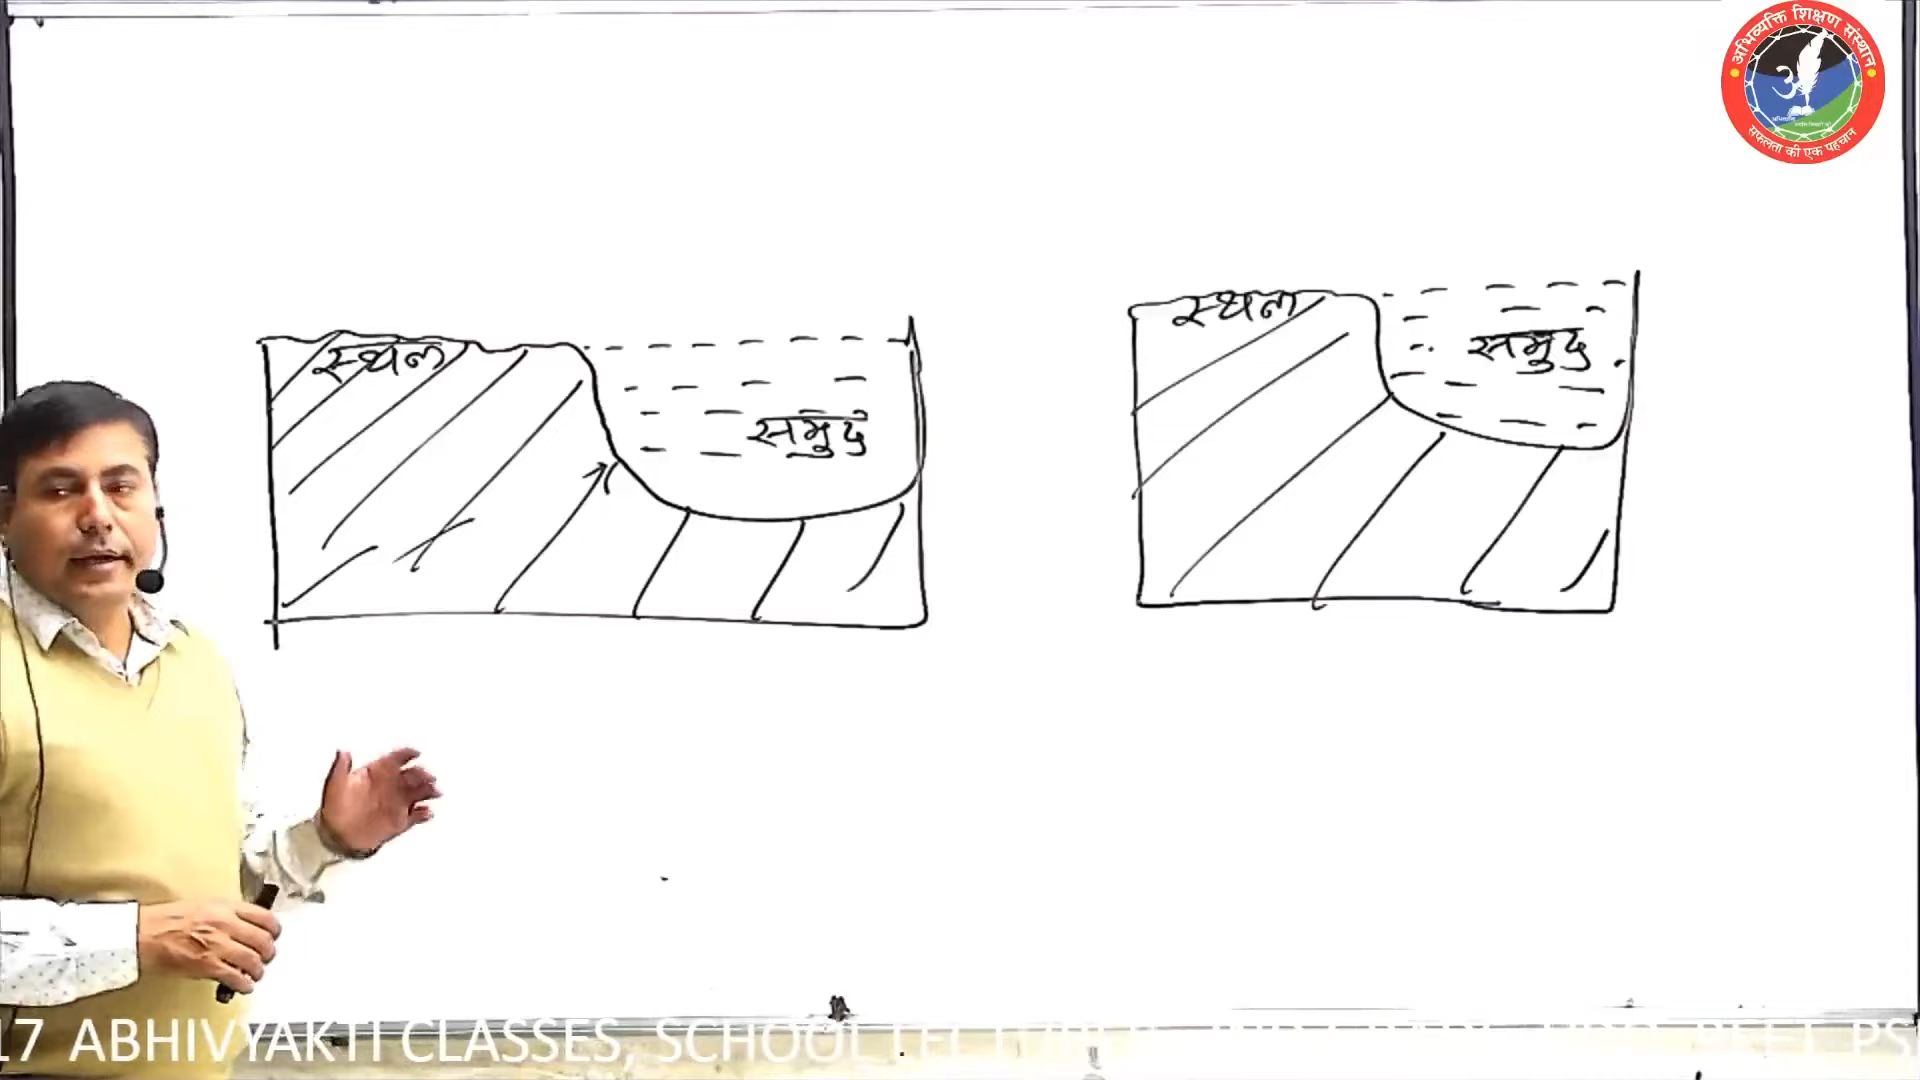 अभिव्यक्ति शिक्षण संस्थान
सफलता की एक पहचान
स्थल
समुद्र
स्थल
समुद्र
17 ABHIVYAKTI CLASSES, SCHOOL